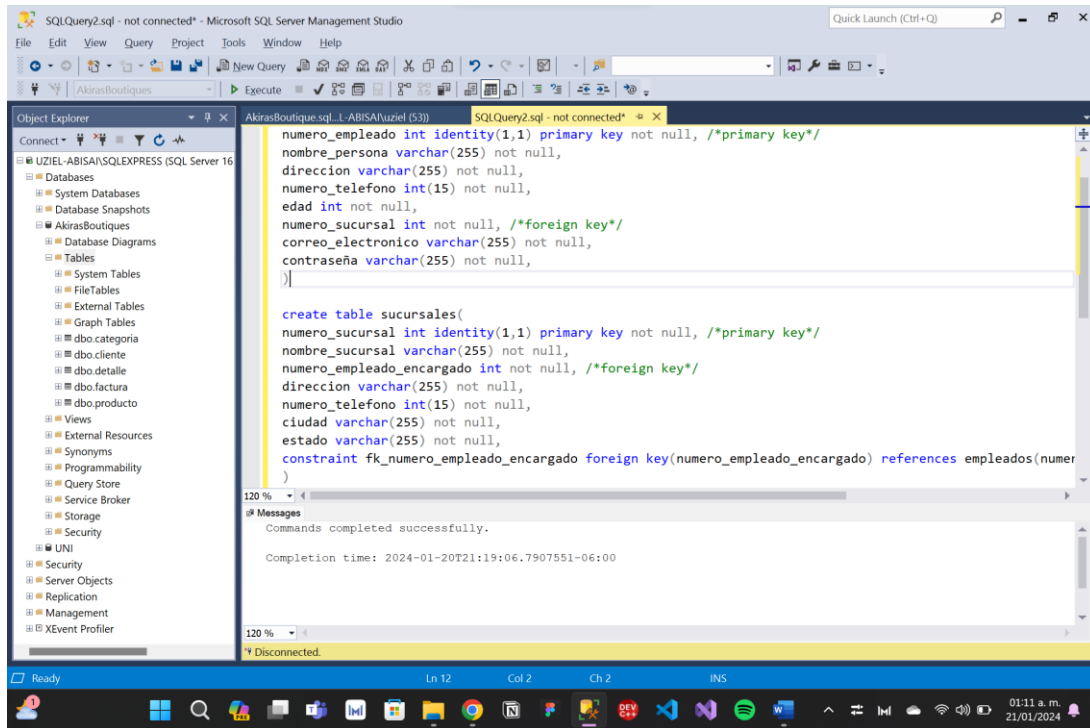 SQLQuery2.sql - not connected* - Microsoft SQL Server Management Studio
Quick Launch (Ctrl+Q)
File Edit View Query Project Tools Window Help
New Query
AkirasBoutiques
Execute
Object Explorer
AkirasBoutique.sql...L-ABISAI\uziel (53))
SQLQuery2.sql - not connected*
Connect
UZIEL-ABISAI\SQLEXPRESS (SQL Server 16
Databases
System Databases
Database Snapshots
AkirasBoutiques
Database Diagrams
Tables
System Tables
FileTables
External Tables
Graph Tables
dbo.categoria
dbo.cliente
dbo.detalle
dbo.factura
dbo.producto
Views
External Resources
Synonyms
Programmability
Query Store
Service Broker
Storage
Security
UNI
Security
Server Objects
Replication
Management
XEvent Profiler
numero_empleado int identity(1,1) primary key not null, /*primary key*/
nombre_persona varchar(255) not null,
direccion varchar(255) not null,
numero_telefono int(15) not null,
edad int not null,
numero_sucursal int not null, /*foreign key*/
correo_electronico varchar(255) not null,
contraseña varchar(255) not null,
)
create table sucursales(
numero_sucursal int identity(1,1) primary key not null, /*primary key*/
nombre_sucursal varchar(255) not null,
numero_empleado_encargado int not null, /*foreign key*/
direccion varchar(255) not null,
numero_telefono int(15) not null,
ciudad varchar(255) not null,
estado varchar(255) not null,
constraint fk_numero_empleado_encargado foreign key(numero_empleado_encargado) references empleados(numer
)
120 %
Messages
Commands completed successfully.
Completion time: 2024-01-20T21:19:06.7907551-06:00
120 %
Disconnected.
Ready
Ln 12 Col 2 Ch 2 INS
01:11 a. m.
21/01/2024